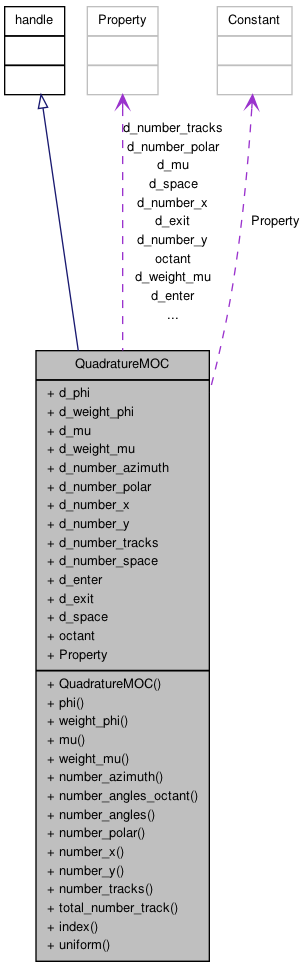 handle
Property
Constant
d_number_tracks
d_number_polar
d_mu
d_space
d_number_x
d_exit
d_number_y
octant
d_weight_mu
d_enter
...
Property
QuadratureMOC
+ d_phi
+ d_weight_phi
+ d_mu
+ d_weight_mu
+ d_number_azimuth
+ d_number_polar
+ d_number_x
+ d_number_y
+ d_number_tracks
+ d_number_space
+ d_enter
+ d_exit
+ d_space
+ octant
+ Property
+ QuadratureMOC()
+ phi()
+ weight_phi()
+ mu()
+ weight_mu()
+ number_azimuth()
+ number_angles_octant()
+ number_angles()
+ number_polar()
+ number_x()
+ number_y()
+ number_tracks()
+ total_number_track()
+ index()
+ uniform()